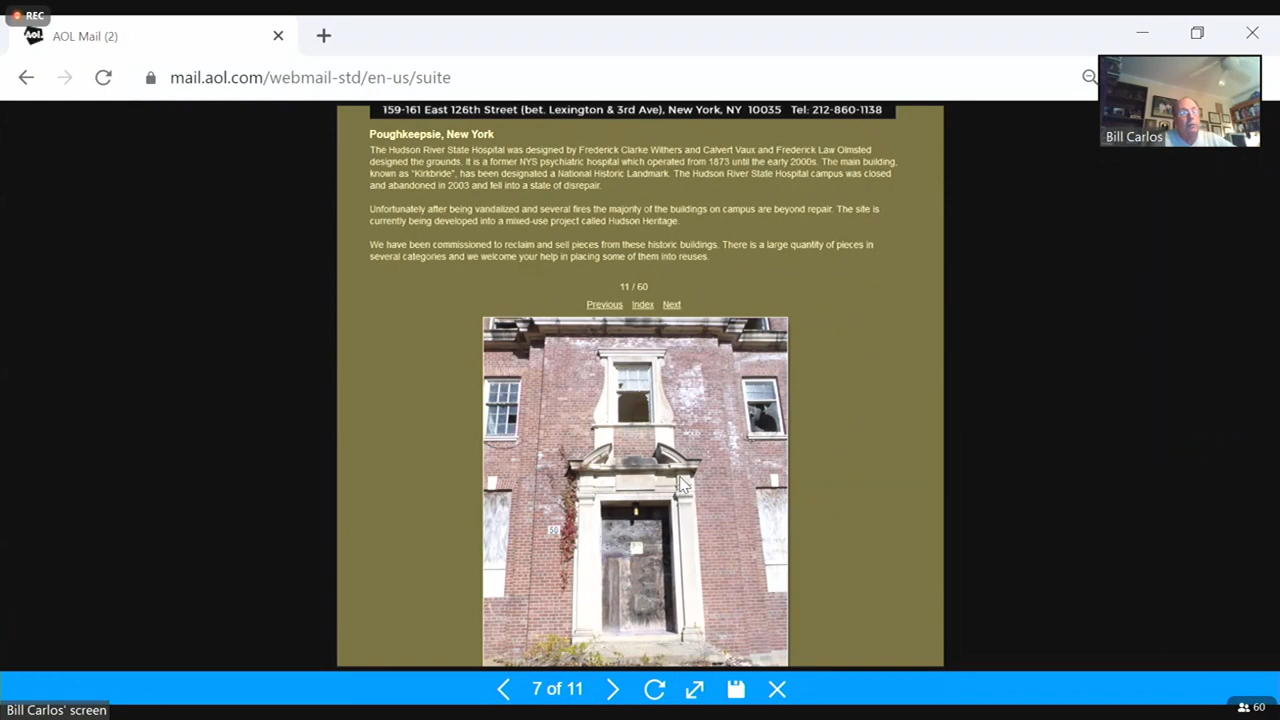 REC
AOL Mail (2)
mail.aol.com/webmail-std/en-us/suite
Bill Carlos
159-161 East 126th Street (bet. Lexington & 3rd Ave), New York, NY 10035 Tel: 212-860-1138
Poughkeepsie, New York
The Hudson River State Hospital was designed by Frederick Clarke Withers and Calvert Vaux and Frederick Law Olmsted
designed the grounds. It is a former NYS psychiatric hospital which operated from 1873 until the early 2000s. The main building,
known as "Kirkbride", has been designated a National Historic Landmark. The Hudson River State Hospital campus was closed
and abandoned in 2003 and fell into a state of disrepair.
Unfortunately after being vandalized and several fires the majority of the buildings on campus are beyond repair. The site is
currently being developed into a mixed-use project called Hudson Heritage.
We have been commissioned to reclaim and sell pieces from these historic buildings. There is a large quantity of pieces in
several categories and we welcome your help in placing some of them into reuses.
11 / 60
Previous Index Next
50
7 of 11
Bill Carlos' screen
60